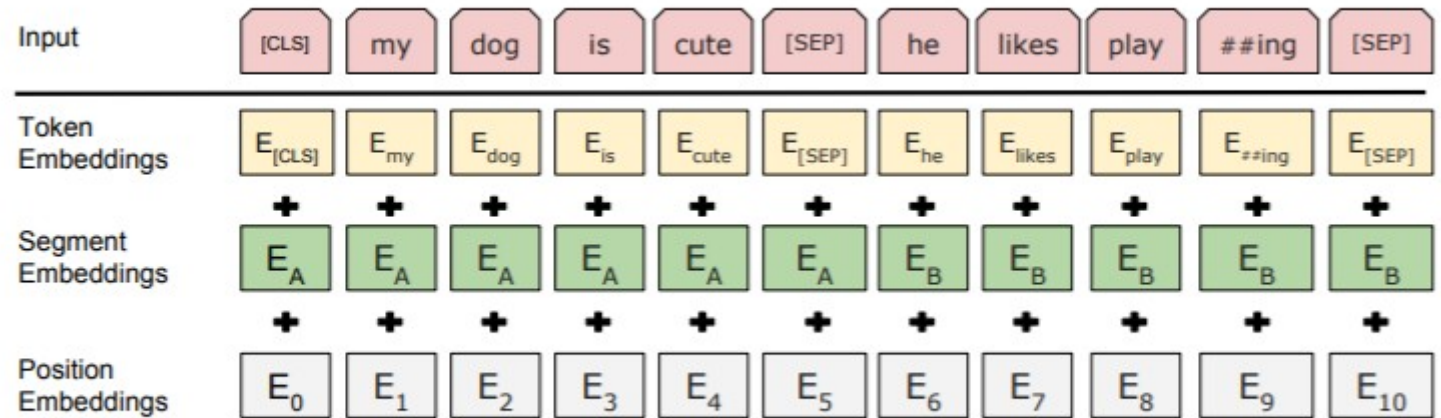 Input [CLS] my dog is cute [SEP] he likes play ##ing [SEP]
Token Embeddings E[CLS] Emy Edog Eis Ecute E[SEP] Ehe Elikes Eplay E##ing E[SEP]
+ + + + + + + + + + +
Segment Embeddings EA EA EA EA EA EA EB EB EB EB EB
+ + + + + + + + + + +
Position Embeddings E0 E1 E2 E3 E4 E5 E6 E7 E8 E9 E10